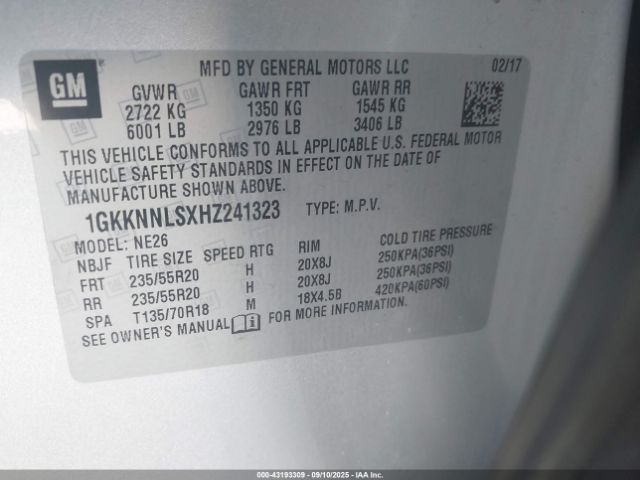 GM
MFD BY GENERAL MOTORS LLC 02/17
GVWR GAWR FRT GAWR RR
2722 KG 1350 KG 1545 KG
6001 LB 2976 LB 3406 LB
THIS VEHICLE CONFORMS TO ALL APPLICABLE U.S. FEDERAL MOTOR
VEHICLE SAFETY STANDARDS IN EFFECT ON THE DATE OF
MANUFACTURE SHOWN ABOVE.
1GKKNNLSXHZ241323 TYPE: M.P.V.
MODEL: NE26
NBJF TIRE SIZE SPEED RTG RIM COLD TIRE PRESSURE
FRT 235/55R20 H 20X8J 250KPA(36PSI)
RR 235/55R20 H 20X8J 250KPA(36PSI)
SPA T135/70R18 M 18X4.5B 420KPA(60PSI)
SEE OWNER'S MANUAL FOR MORE INFORMATION.
000-43193309 - 09/10/2025 - IAAI.COM